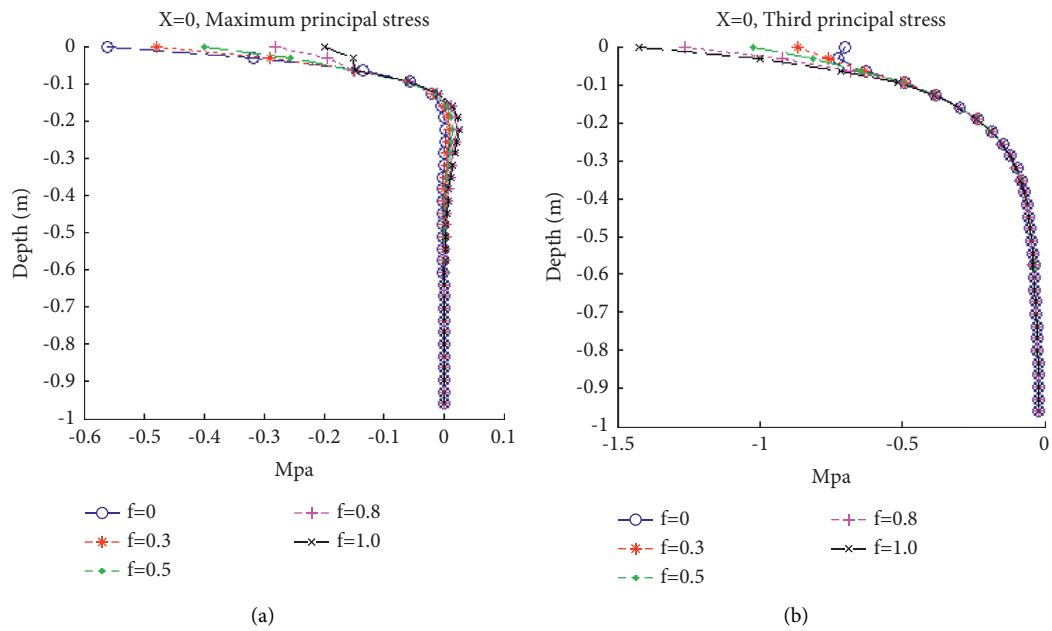 X=0, Maximum principal stress
0
-0.1
-0.2
-0.3
-0.4
-0.5
-0.6
-0.7
-0.8
-0.9
-1
Depth (m)
-0.6
-0.5
-0.4
-0.3
-0.2
-0.1
0
0.1
Mpa
f=0
f=0.3
f=0.5
f=0.8
f=1.0
(a)
X=0, Third principal stress
0
-0.1
-0.2
-0.3
-0.4
-0.5
-0.6
-0.7
-0.8
-0.9
-1
Depth (m)
-1.5
-1
-0.5
0
Mpa
f=0
f=0.3
f=0.5
f=0.8
f=1.0
(b)